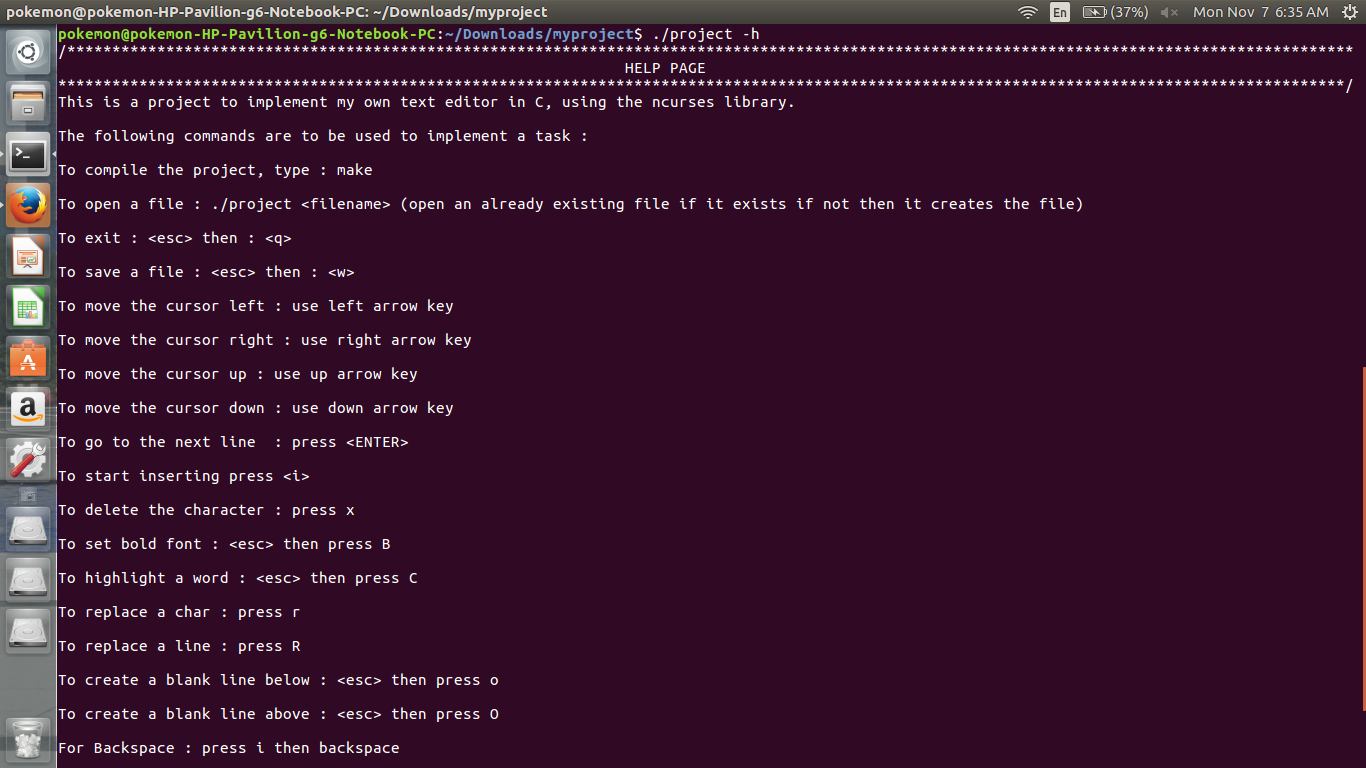 pokemon@pokemon-HP-Pavilion-g6-Notebook-PC: ~/Downloads/myproject
En
(37%)
Mon Nov 7 6:35 AM
pokemon@pokemon-HP-Pavilion-g6-Notebook-PC:~/Downloads/myproject$ ./project -h
/***********************************************************************************************************************************************
HELP PAGE
***********************************************************************************************************************************************/
This is a project to implement my own text editor in C, using the ncurses library.
The following commands are to be used to implement a task :
To compile the project, type : make
To open a file : ./project <filename> (open an already existing file if it exists if not then it creates the file)
To exit : <esc> then : <q>
To save a file : <esc> then : <w>
To move the cursor left : use left arrow key
To move the cursor right : use right arrow key
To move the cursor up : use up arrow key
To move the cursor down : use down arrow key
To go to the next line  : press <ENTER>
To start inserting press <i>
To delete the character : press x
To set bold font : <esc> then press B
To highlight a word : <esc> then press C
To replace a char : press r
To replace a line : press R
To create a blank line below : <esc> then press o
To create a blank line above : <esc> then press O
For Backspace : press i then backspace